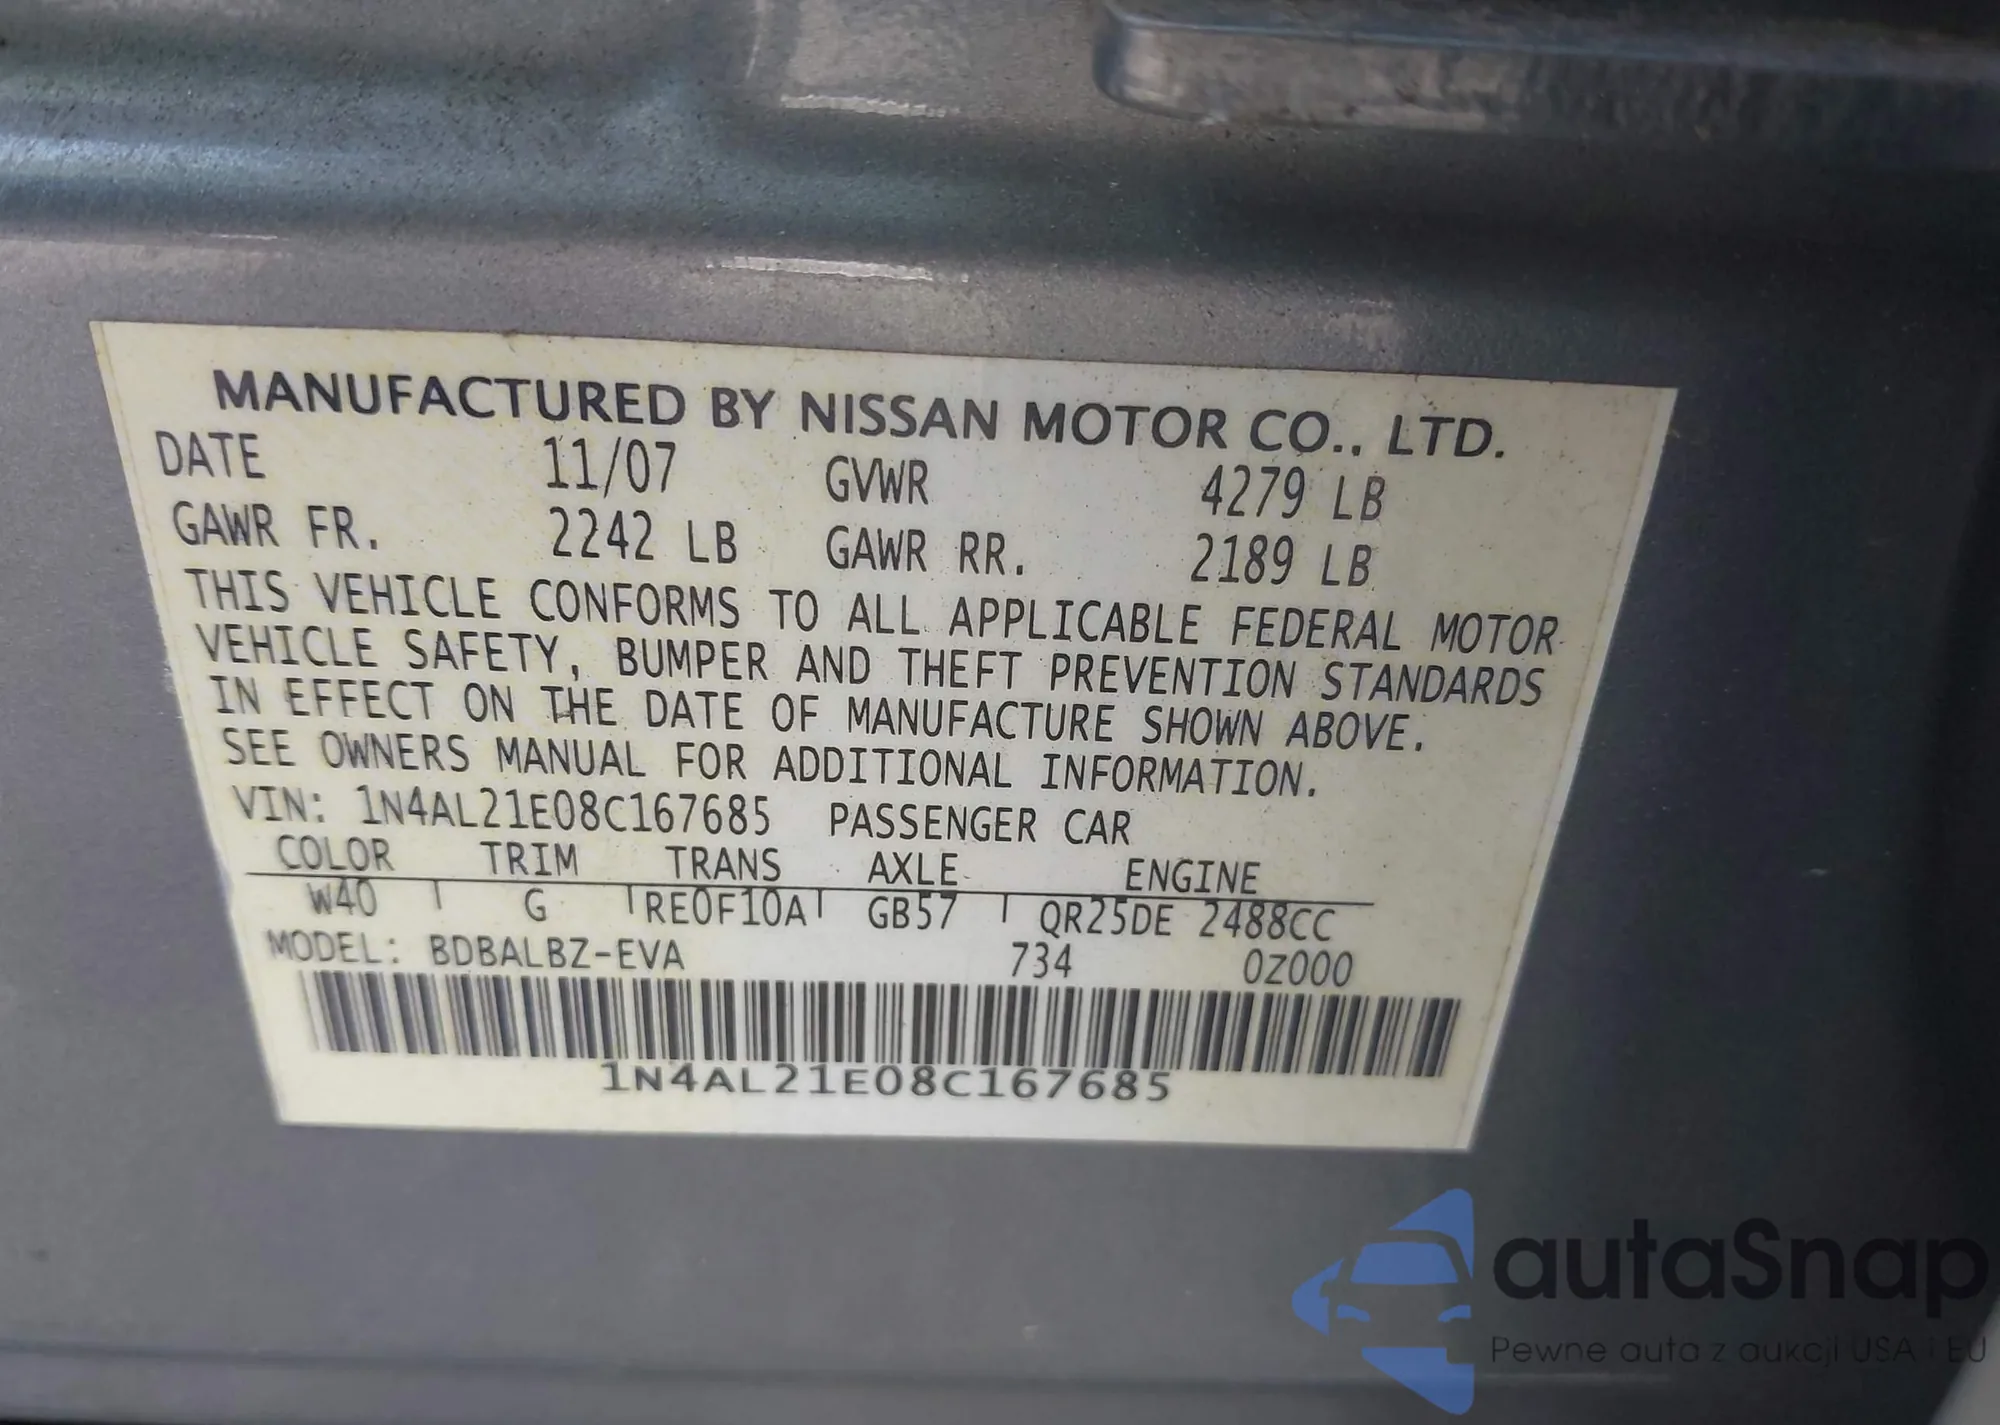 MANUFACTURED BY NISSAN MOTOR CO., LTD.
DATE 11/07 GVWR 4279 LB
GAWR FR. 2242 LB GAWR RR. 2189 LB
THIS VEHICLE CONFORMS TO ALL APPLICABLE FEDERAL MOTOR
VEHICLE SAFETY, BUMPER AND THEFT PREVENTION STANDARDS
IN EFFECT ON THE DATE OF MANUFACTURE SHOWN ABOVE.
SEE OWNERS MANUAL FOR ADDITIONAL INFORMATION.
VIN: 1N4AL21E08C167685 PASSENGER CAR
COLOR TRIM TRANS AXLE ENGINE
W40 G RE0F10A GB57 QR25DE 2488CC
MODEL: BDBALBZ-EVA 734 0Z000
1N4AL21E08C167685
autaSnap
Pewne auta z aukcji USA i EU